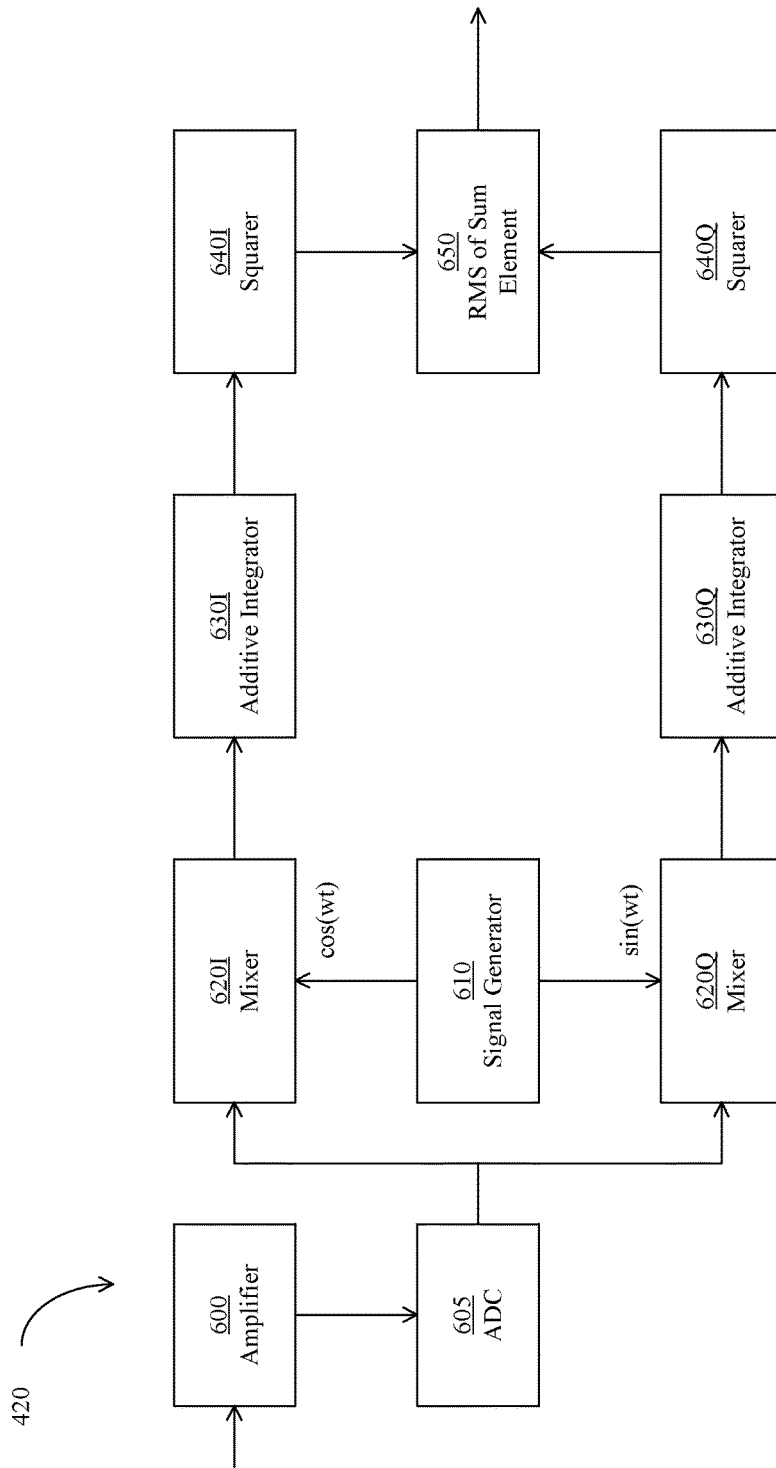 420
600
Amplifier
605
ADC
620I
Mixer
cos(wt)
610
Signal Generator
sin(wt)
620Q
Mixer
630I
Additive Integrator
630Q
Additive Integrator
640I
Squarer
650
RMS of Sum
Element
640Q
Squarer